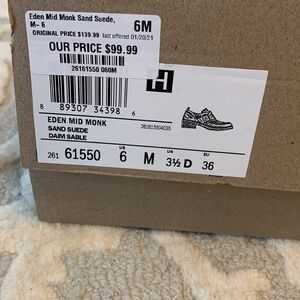 Eden Mid Monk Sand Suede,
M- 6
6M
ORIGINAL PRICE $139.99 last offered 01/20/21
OUR PRICE $99.99
26161550 060M
H
8 89307 34398 6
EDEN MID MONK
SAND SUEDE
DAIM SABLE
260615504035
US UK EU
261 61550 6 M 3½ D 36